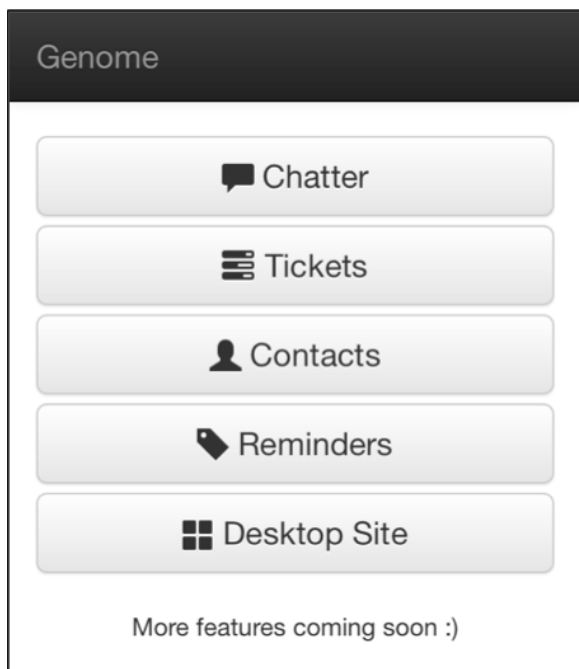 Genome
Chatter
Tickets
Contacts
Reminders
Desktop Site
More features coming soon :)